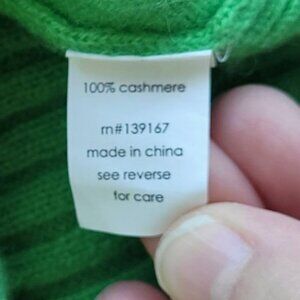 100% cashmere
rn#139167
made in china
see reverse
for care